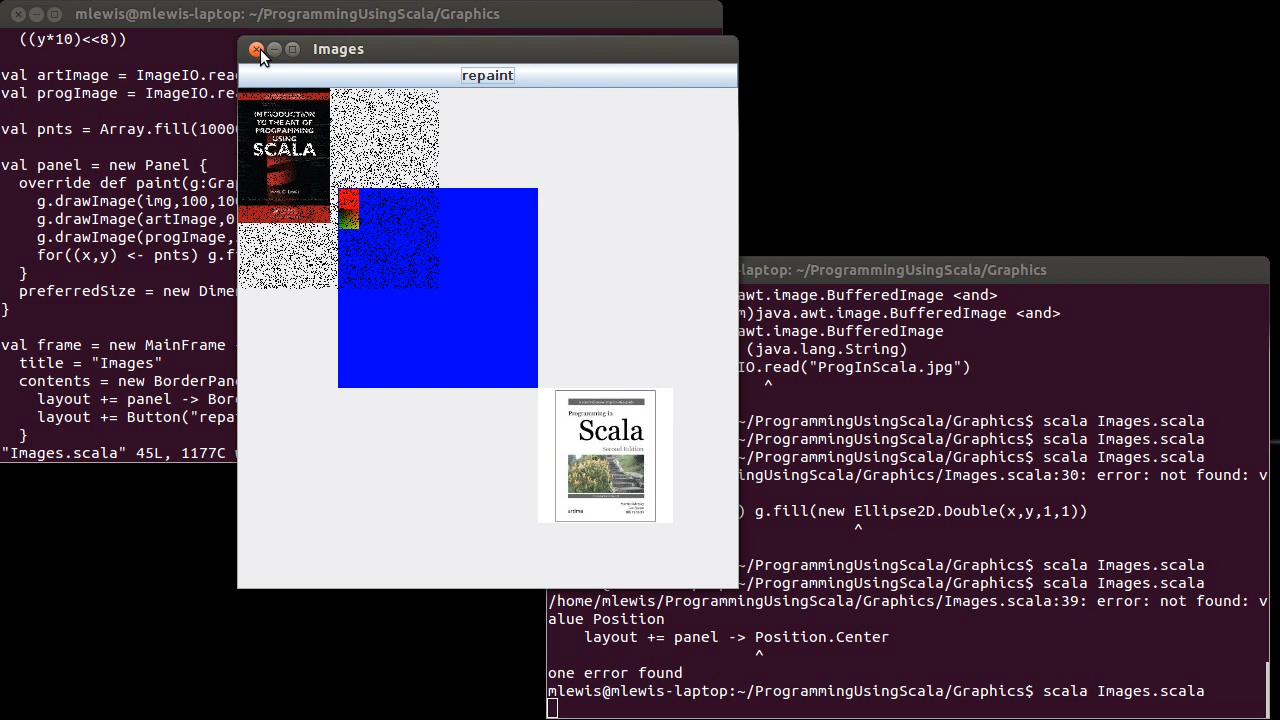 mlewis@mlewis-laptop: ~/ProgrammingUsingScala/Graphics
((y*10)<<8))
val artImage = ImageIO.rea
val progImage = ImageIO.re
val pnts = Array.fill(1000
val panel = new Panel {
override def paint(g:Gra
g.drawImage(img,100,10
g.drawImage(artImage,0
g.drawImage(progImage,
for((x,y) <- pnts) g.f
}
preferredSize = new Dime
}
val frame = new MainFrame
title = "Images"
contents = new BorderPan
layout += panel -> Bor
layout += Button("repa
}
"Images.scala" 45L, 1177C w
Images
repaint
INTRODUCTION
TO THE ART OF
PROGRAMMING
USING
SCALA
Programming in
Scala
Second Edition
artima
-laptop: ~/ProgrammingUsingScala/Graphics
awt.image.BufferedImage <and>
m)java.awt.image.BufferedImage <and>
awt.image.BufferedImage
(java.lang.String)
IO.read("ProgInScala.jpg")
^
~/ProgrammingUsingScala/Graphics$ scala Images.scala
~/ProgrammingUsingScala/Graphics$ scala Images.scala
~/ProgrammingUsingScala/Graphics$ scala Images.scala
ingUsingScala/Graphics/Images.scala:30: error: not found: v
) g.fill(new Ellipse2D.Double(x,y,1,1))
^
~/ProgrammingUsingScala/Graphics$ scala Images.scala
~/ProgrammingUsingScala/Graphics$ scala Images.scala
/home/mlewis/ProgrammingUsingScala/Graphics/Images.scala:39: error: not found: v
alue Position
layout += panel -> Position.Center
^
one error found
mlewis@mlewis-laptop:~/ProgrammingUsingScala/Graphics$ scala Images.scala